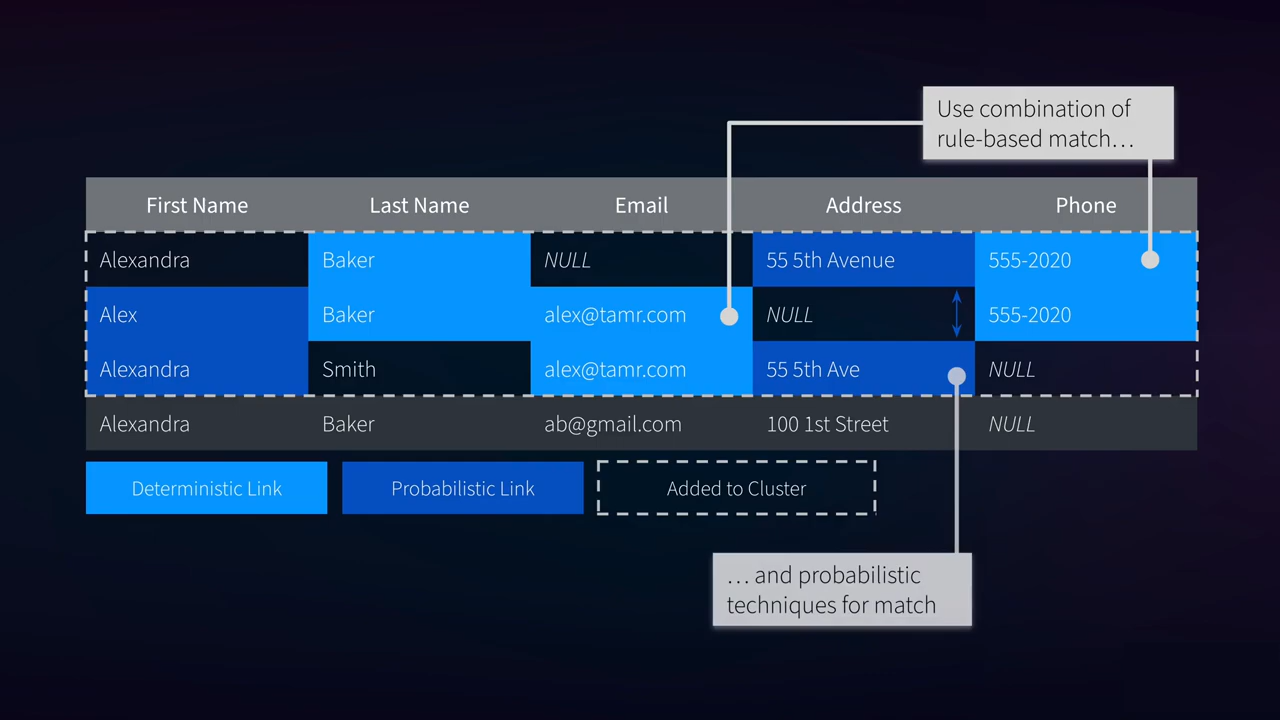 Use combination of
rule-based match…
First Name Last Name Email Address Phone
Alexandra Baker NULL 55 5th Avenue 555-2020
Alex Baker alex@tamr.com NULL 555-2020
Alexandra Smith alex@tamr.com 55 5th Ave NULL
Alexandra Baker ab@gmail.com 100 1st Street NULL
Deterministic Link Probabilistic Link Added to Cluster
… and probabilistic
techniques for match